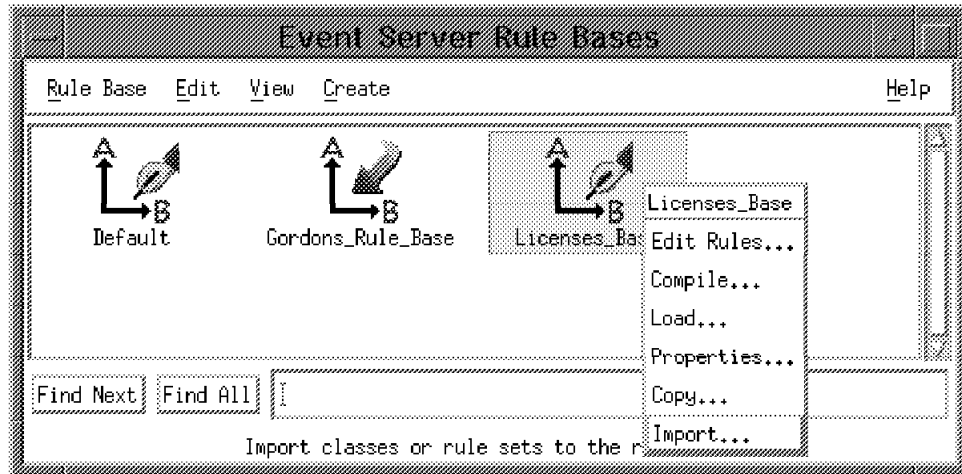 Event Server Rule Bases
Rule Base Edit View Create Help
A B
Default
A B
Gordons_Rule_Base
A B
Licenses_Bas
Licenses_Base
Edit Rules...
Compile...
Load...
Properties...
Copy...
Import...
Find Next Find All
Import classes or rule sets to the r